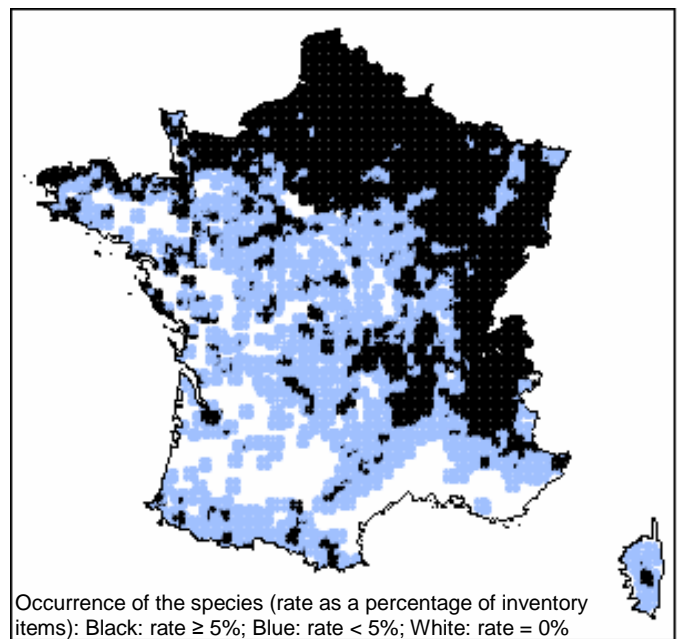 Occurrence of the species (rate as a percentage of inventory
items): Black: rate ≥ 5%; Blue: rate < 5%; White: rate = 0%